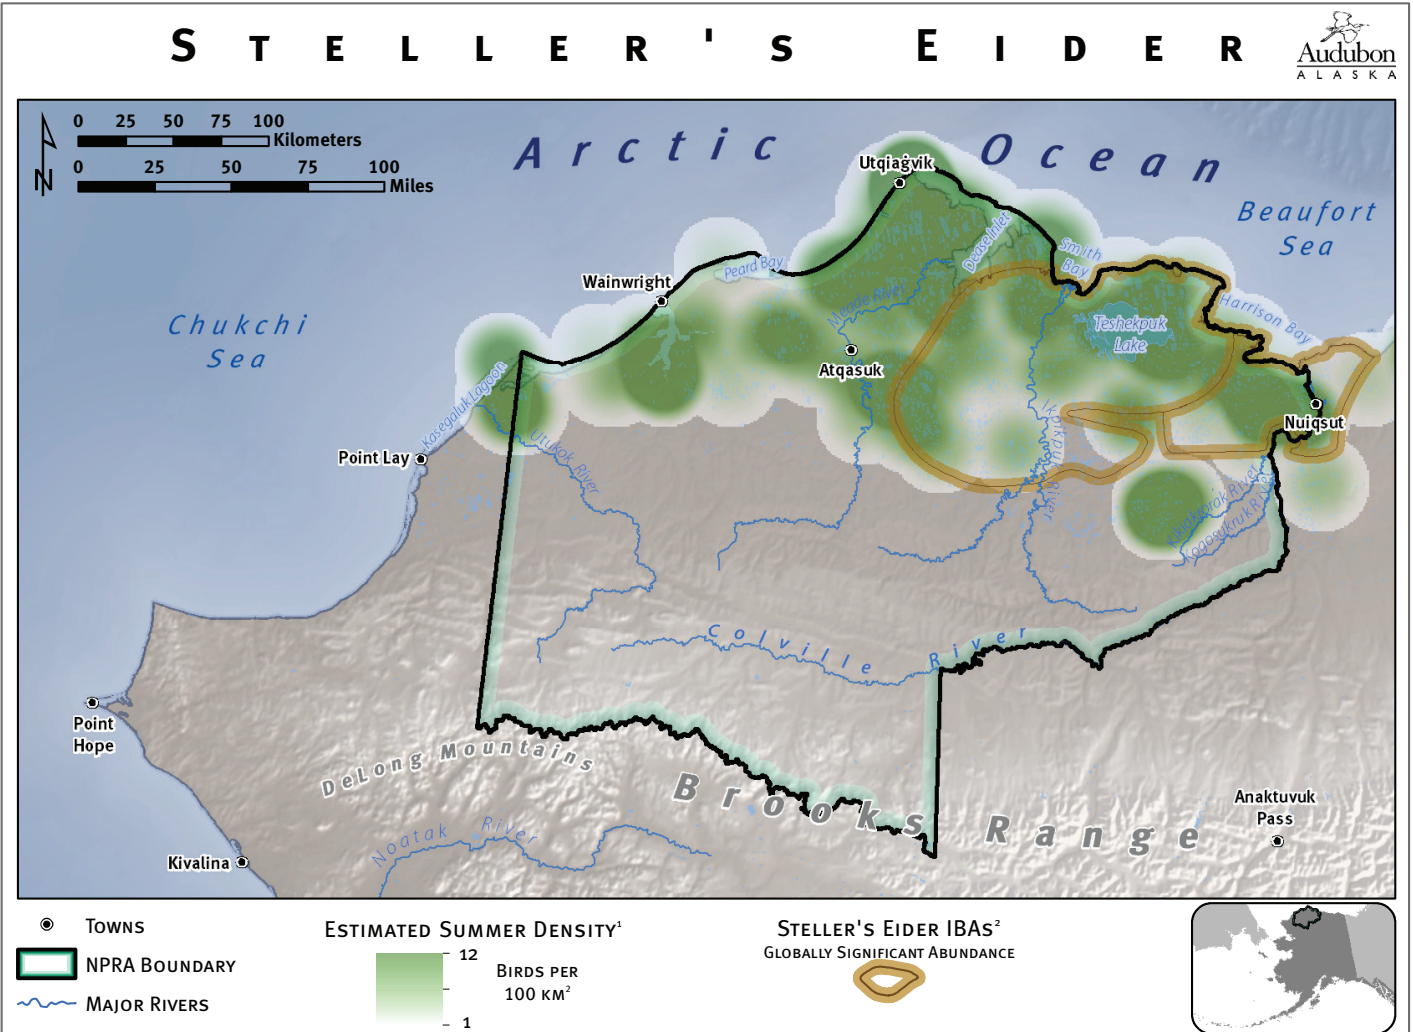 STELLER'S EIDER
Audubon
ALASKA
0 25 50 75 100
Kilometers
0 25 50 75 100
Miles
N
Arctic Ocean
Utqiaġvik
Beaufort
Sea
Dease Inlet
Smith
Bay
Peard Bay
Wainwright
Meade River
Harrison Bay
Chukchi
Sea
Teshekpuk
Lake
Atqasuk
Kasegaluk Lagoon
Ikpikpuk River
Nuiqsut
Point Lay
Utukok River
Kikiakrorak River
Kogosukruk River
Colville River
Point
Hope
DeLong Mountains
Brooks Range
Anaktuvuk
Pass
Noatak River
Kivalina
TOWNS
NPRA BOUNDARY
MAJOR RIVERS
ESTIMATED SUMMER DENSITY¹
12
BIRDS PER
100 KM²
1
STELLER'S EIDER IBAS²
GLOBALLY SIGNIFICANT ABUNDANCE